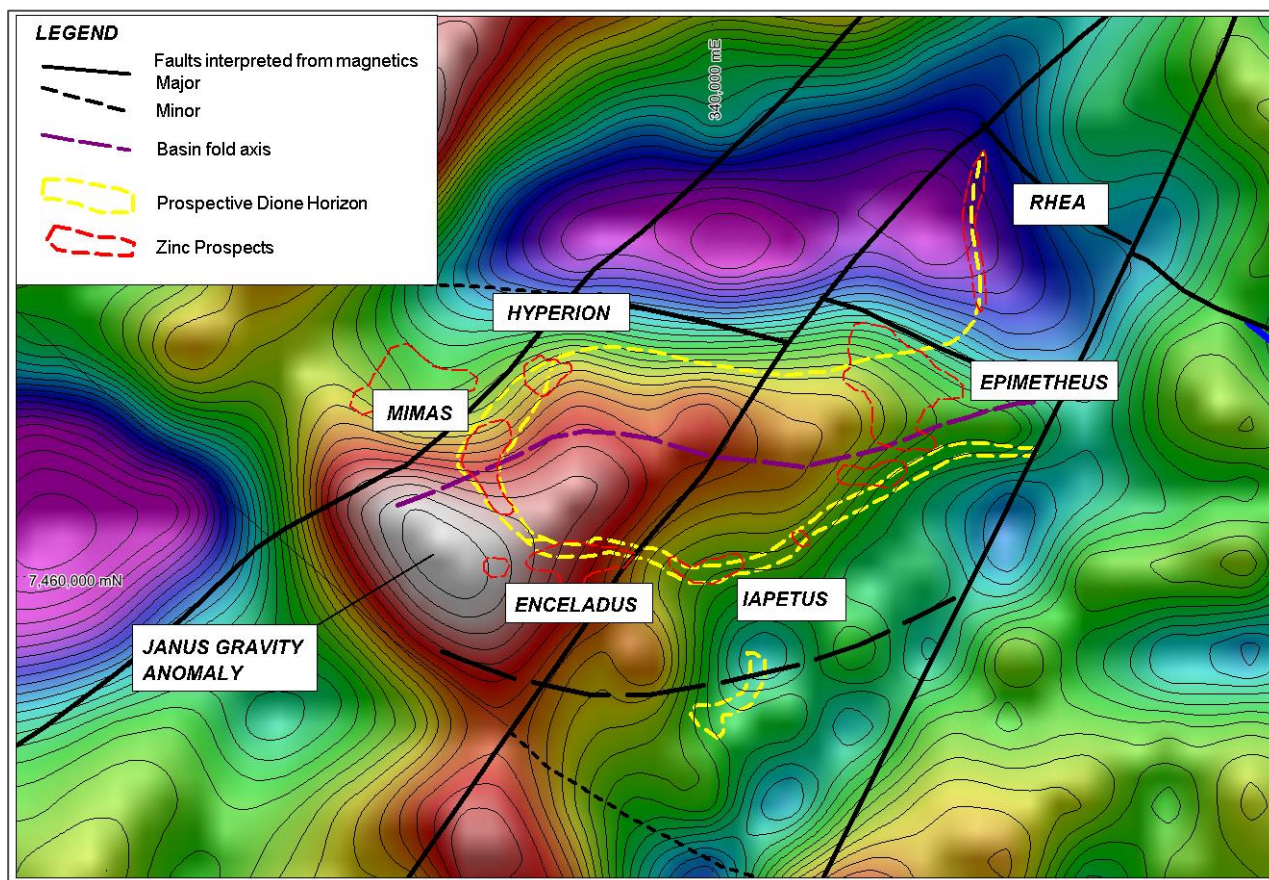 LEGEND
Faults interpreted from magnetics
Major
Minor
Basin fold axis
Prospective Dione Horizon
Zinc Prospects
340,000 mE
RHEA
HYPERION
EPIMETHEUS
MIMAS
7,460,000 mN
ENCELADUS
IAPETUS
JANUS GRAVITY
ANOMALY